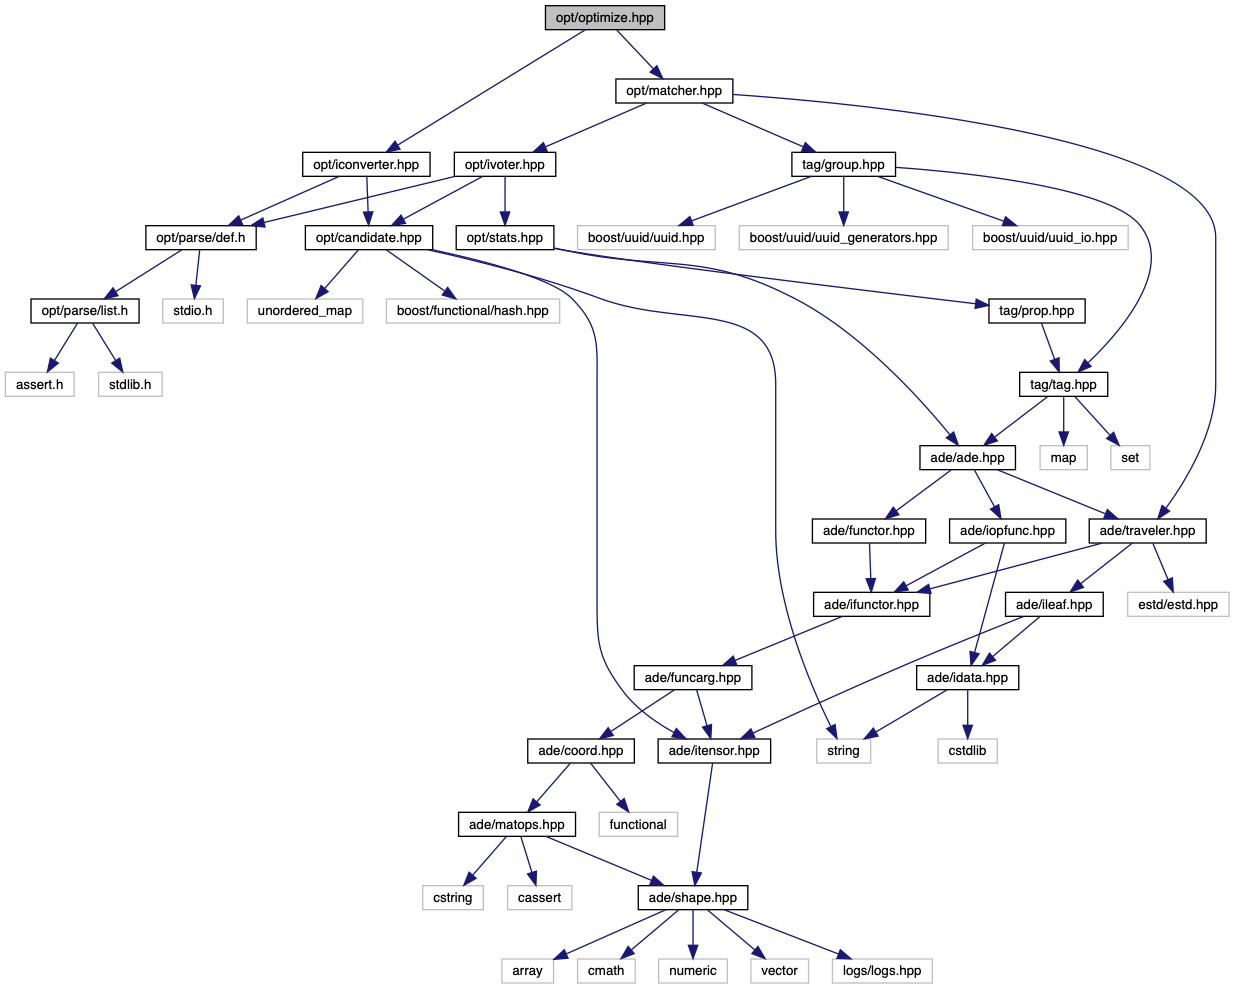 opt/optimize.hpp
opt/matcher.hpp
opt/iconverter.hpp
opt/ivoter.hpp
tag/group.hpp
opt/parse/def.h
opt/candidate.hpp
opt/stats.hpp
boost/uuid/uuid.hpp
boost/uuid/uuid_generators.hpp
boost/uuid/uuid_io.hpp
opt/parse/list.h
stdio.h
unordered_map
boost/functional/hash.hpp
tag/prop.hpp
assert.h
stdlib.h
tag/tag.hpp
ade/ade.hpp
map
set
ade/functor.hpp
ade/iopfunc.hpp
ade/traveler.hpp
ade/ifunctor.hpp
ade/ileaf.hpp
estd/estd.hpp
ade/funcarg.hpp
ade/idata.hpp
ade/coord.hpp
ade/itensor.hpp
string
cstdlib
ade/matops.hpp
functional
cstring
cassert
ade/shape.hpp
array
cmath
numeric
vector
logs/logs.hpp